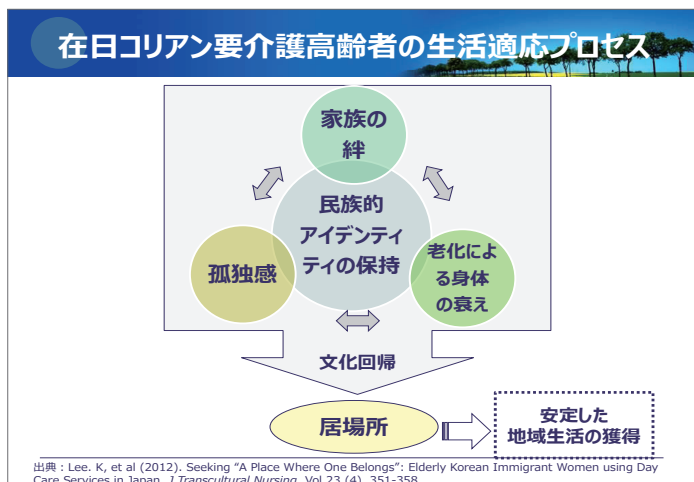 在日コリアン要介護高齢者の生活適応プロセス
家族の
絆
民族的
アイデンティ
ティの保持
孤独感
老化によ
る身体
の衰え
文化回帰
居場所
安定した
地域生活の獲得
出典：Lee. K, et al (2012). Seeking “A Place Where One Belongs”: Elderly Korean Immigrant Women using Day
Care Services in Japan. J Transcultural Nursing. Vol 23 (4). 351-358